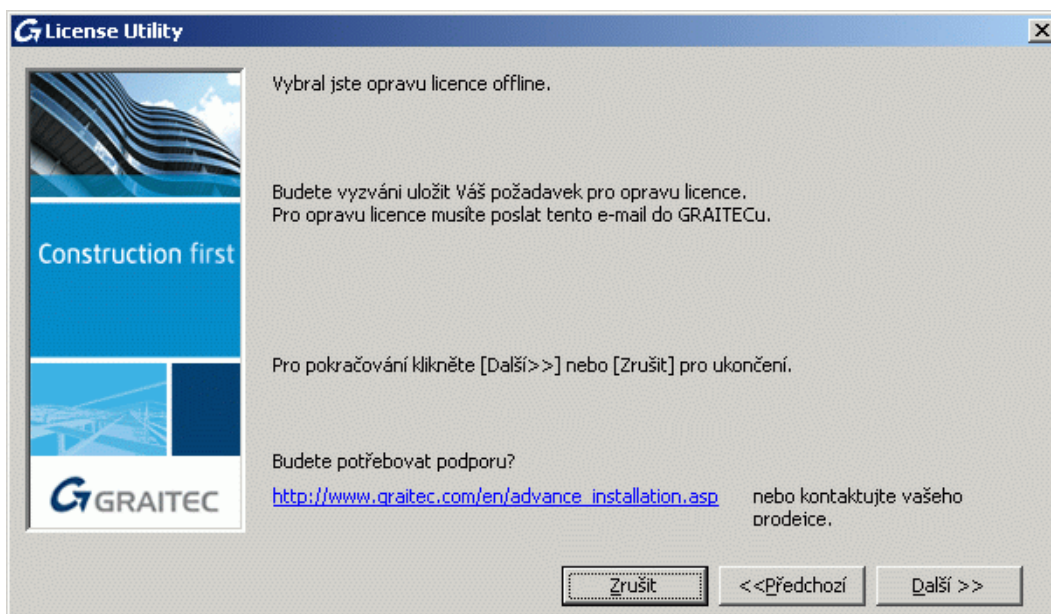 License Utility
Vybral jste opravu licence offline.
Budete vyzváni uložit Váš požadavek pro opravu licence.
Pro opravu licence musíte poslat tento e-mail do GRAITECu.
Construction first
Pro pokračování klikněte [Další>>] nebo [Zrušit] pro ukončení.
Budete potřebovat podporu?
http://www.graitec.com/en/advance_installation.asp nebo kontaktujte vašeho
prodejce.
GRAITEC
Zrušit <<Předchozí Další >>